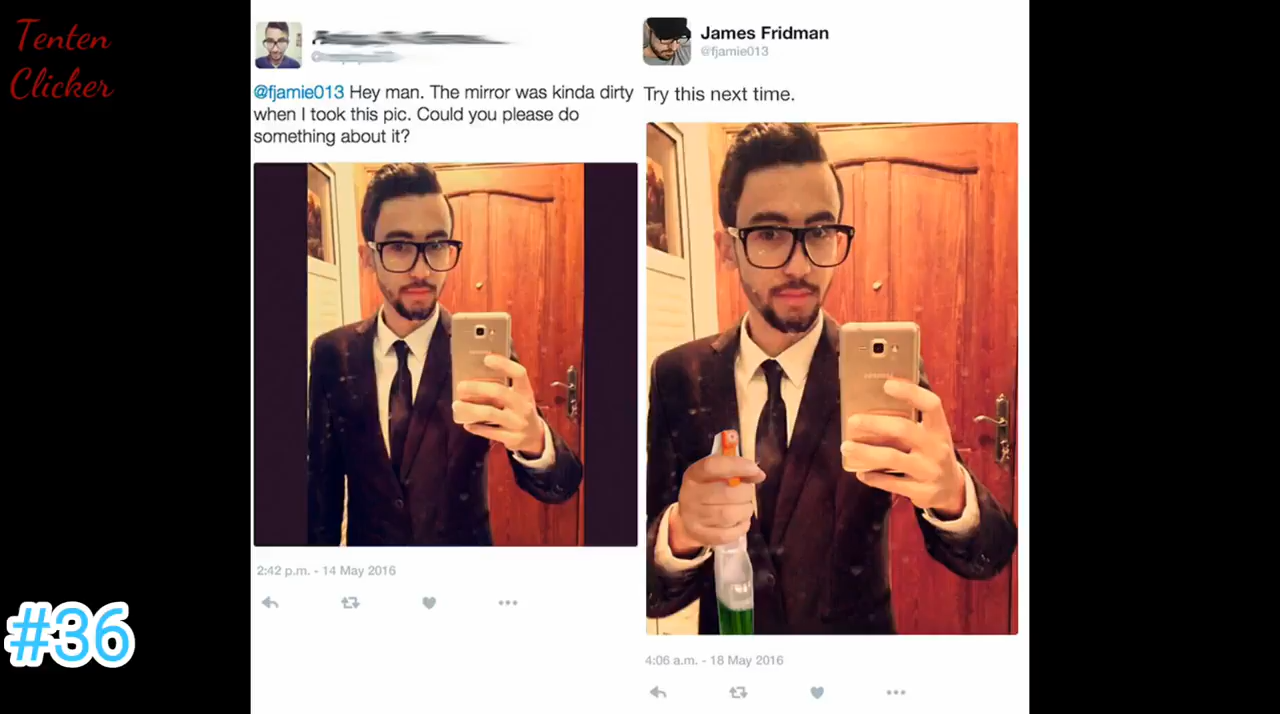 Tenten
Clicker
@fjamie013 Hey man. The mirror was kinda dirty
when I took this pic. Could you please do
something about it?
2:42 p.m. - 14 May 2016
James Fridman
@fjamie013
Try this next time.
SAMSUNG
4:06 a.m. - 18 May 2016
#36